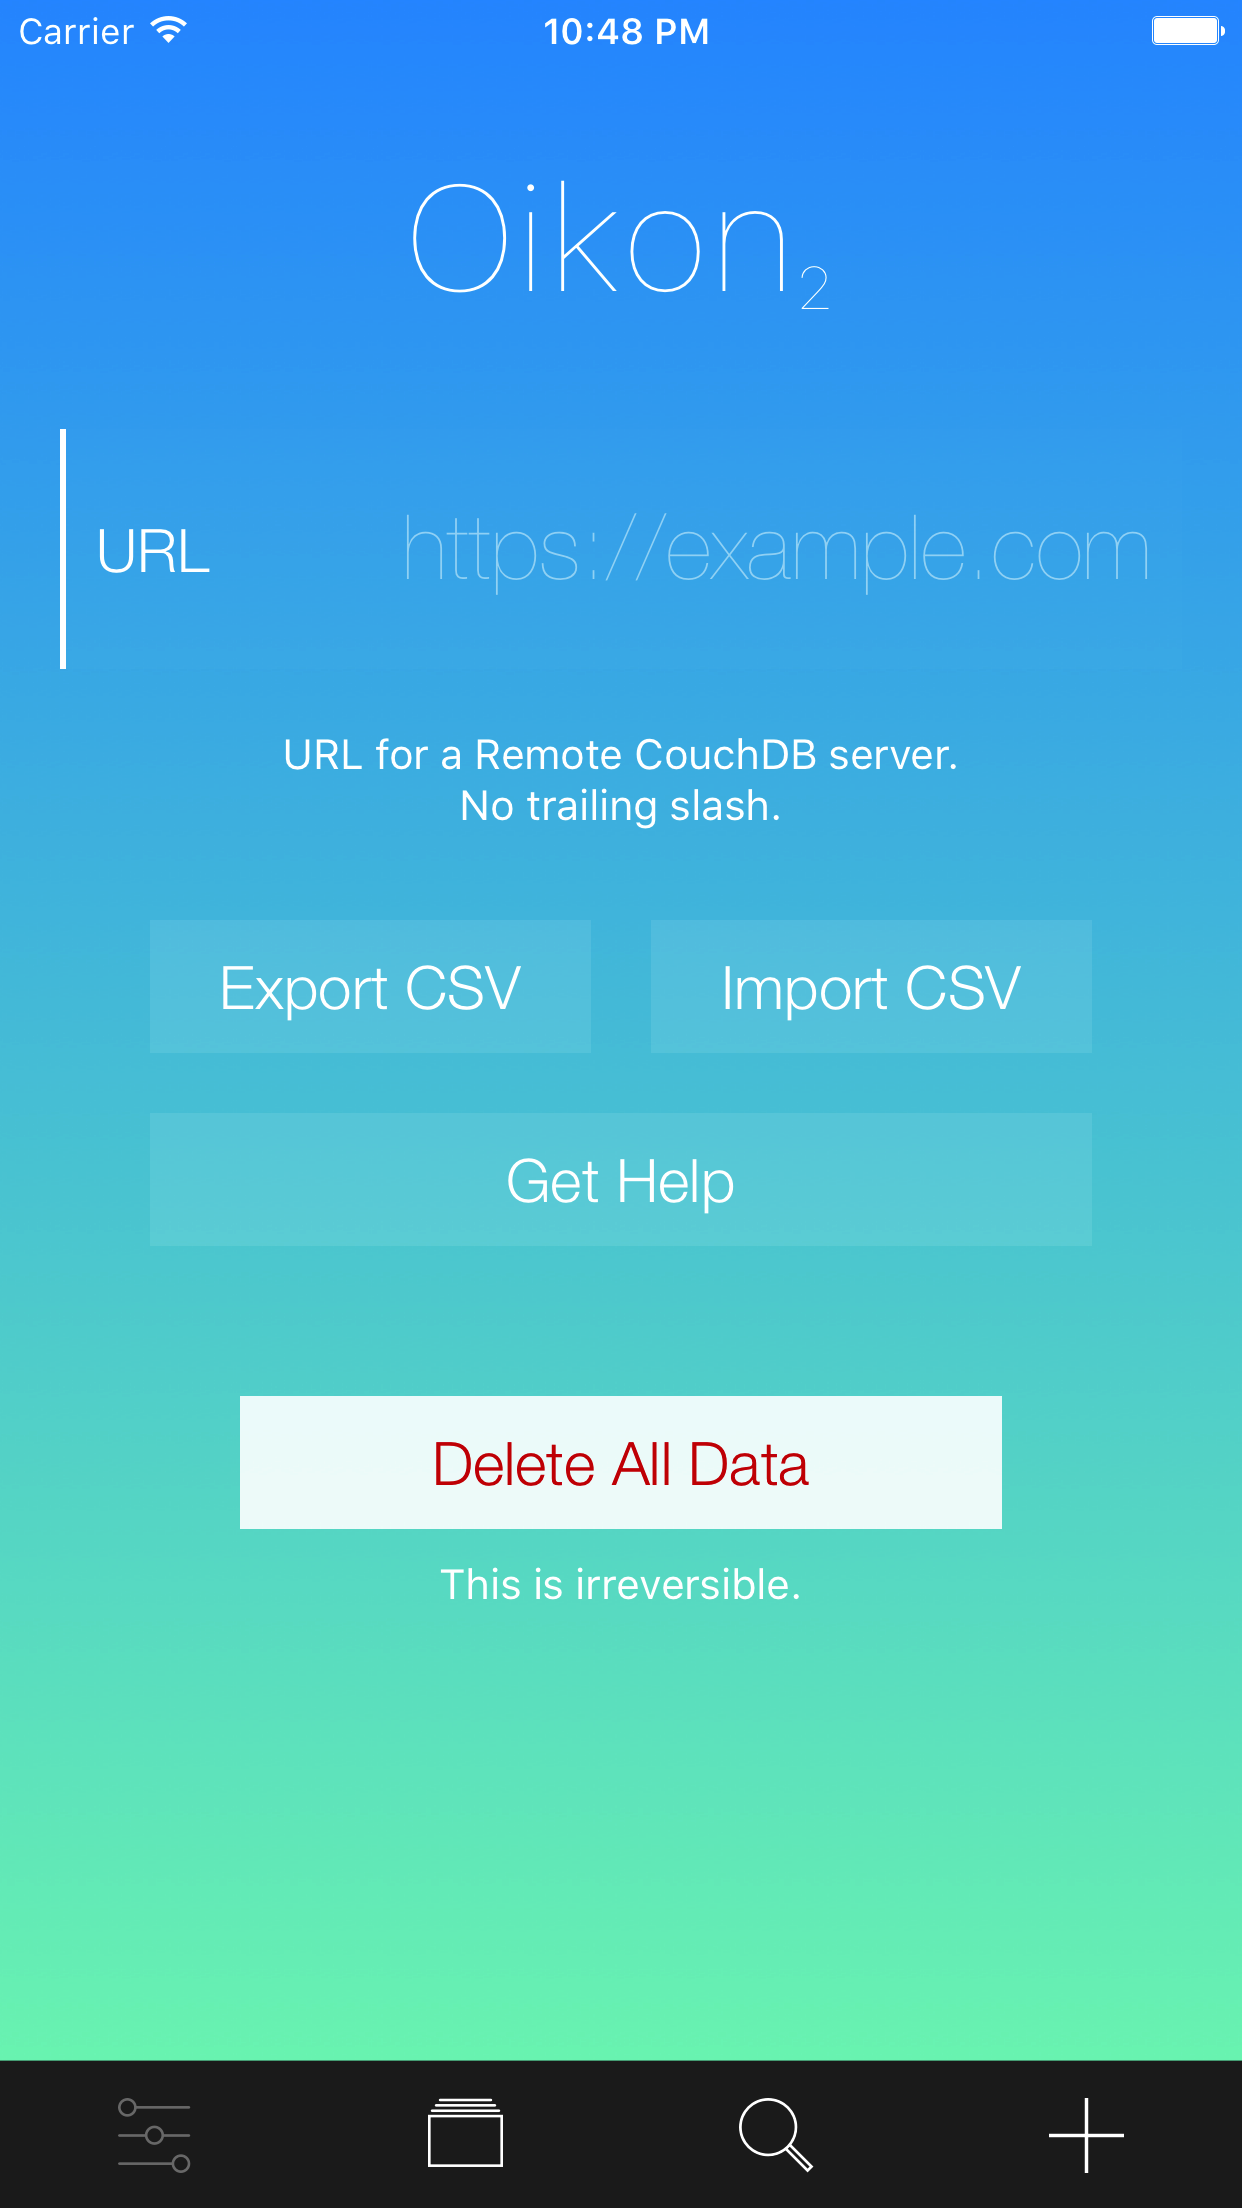 Carrier 10:48 PM
Oikon₂
URL https://example.com
URL for a Remote CouchDB server.
No trailing slash.
Export CSV Import CSV
Get Help
Delete All Data
This is irreversible.